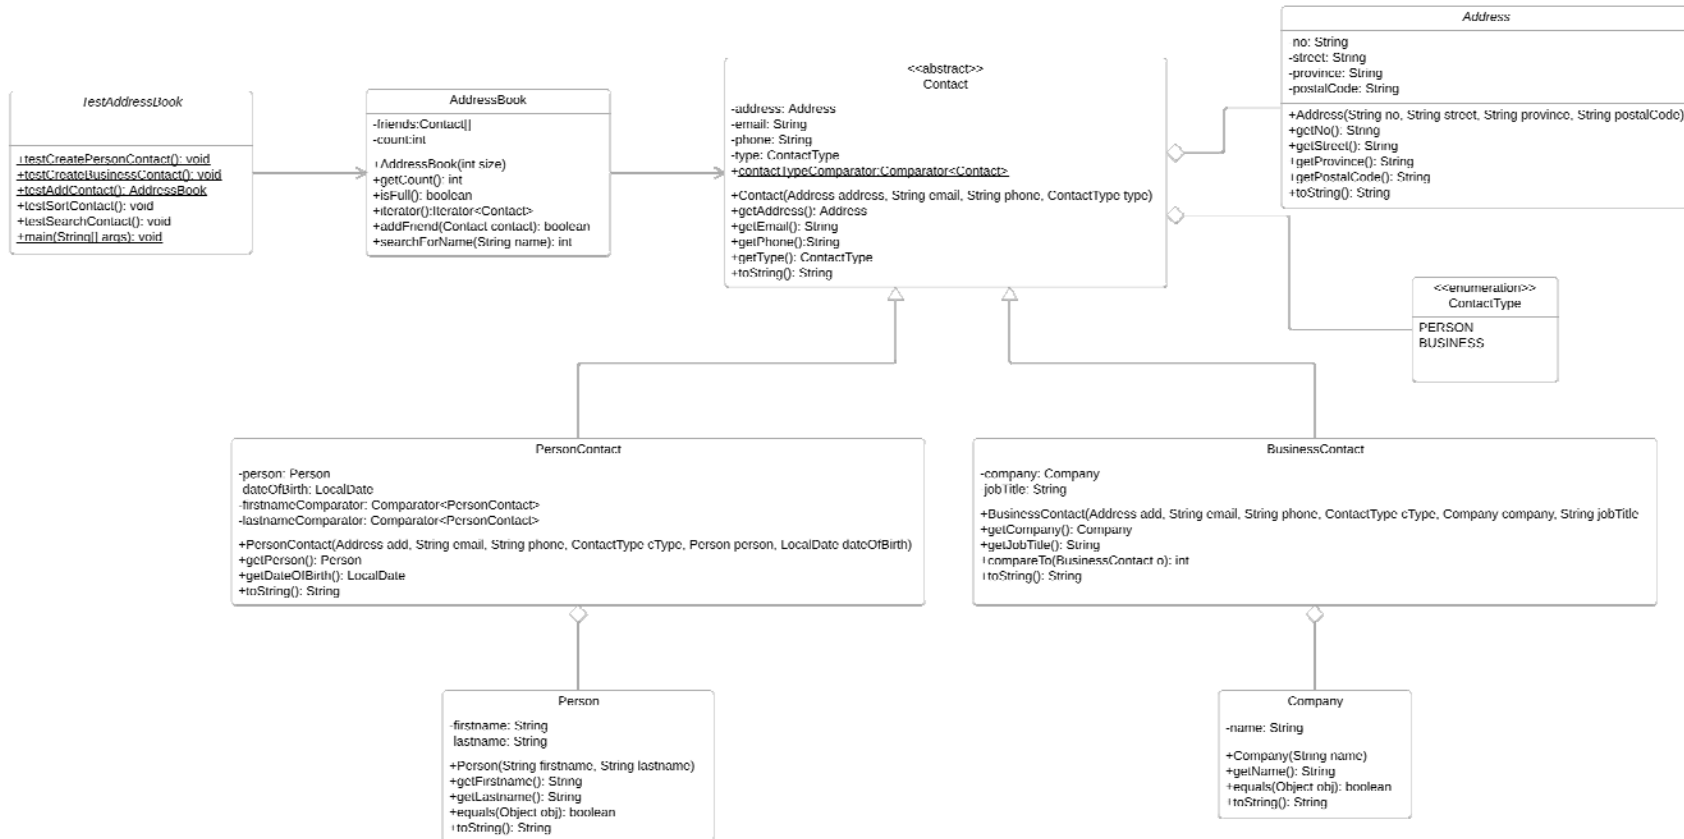 TestAddressBook
+testCreatePersonContact(): void
+testCreateBusinessContact(): void
+testAddContact(): AddressBook
+testSortContact(): void
+testSearchContact(): void
+main(String[] args): void
AddressBook
-friends:Contact[]
-count:int
+AddressBook(int size)
+getCount(): int
+isFull(): boolean
+iterator():Iterator<Contact>
+addFriend(Contact contact): boolean
+searchForName(String name): int
<<abstract>>
Contact
-address: Address
-email: String
-phone: String
-type: ContactType
+contactTypeComparator:Comparator<Contact>
+Contact(Address address, String email, String phone, ContactType type)
+getAddress(): Address
+getEmail(): String
+getPhone():String
+getType(): ContactType
+toString(): String
Address
-no: String
-street: String
-province: String
-postalCode: String
+Address(String no, String street, String province, String postalCode)
+getNo(): String
+getStreet(): String
+getProvince(): String
+getPostalCode(): String
+toString(): String
<<enumeration>>
ContactType
PERSON
BUSINESS
PersonContact
-person: Person
-dateOfBirth: LocalDate
-firstnameComparator: Comparator<PersonContact>
-lastnameComparator: Comparator<PersonContact>
+PersonContact(Address add, String email, String phone, ContactType cType, Person person, LocalDate dateOfBirth)
+getPerson(): Person
+getDateOfBirth(): LocalDate
+toString(): String
BusinessContact
-company: Company
-jobTitle: String
+BusinessContact(Address add, String email, String phone, ContactType cType, Company company, String jobTitle
+getCompany(): Company
+getJobTitle(): String
+compareTo(BusinessContact o): int
+toString(): String
Person
-firstname: String
-lastname: String
+Person(String firstname, String lastname)
+getFirstname(): String
+getLastname(): String
+equals(Object obj): boolean
+toString(): String
Company
-name: String
+Company(String name)
+getName(): String
+equals(Object obj): boolean
+toString(): String